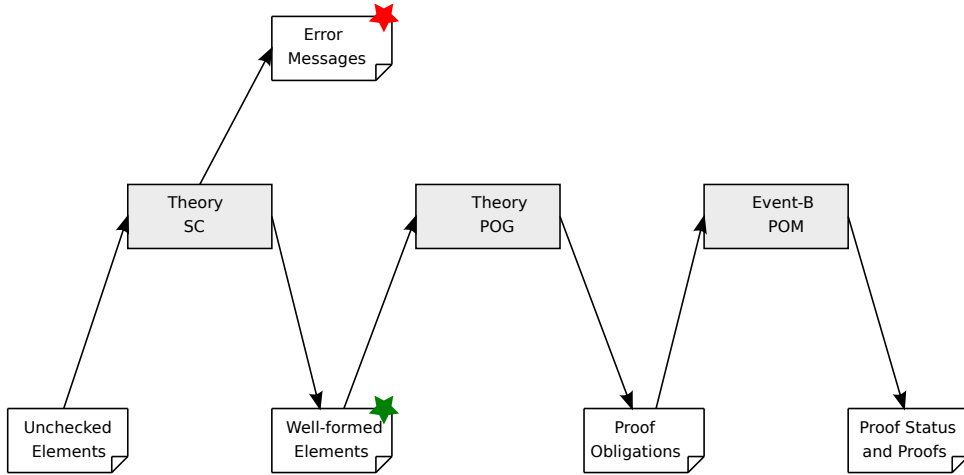 Error
Messages
Theory
SC
Theory
POG
Event-B
POM
Unchecked
Elements
Well-formed
Elements
Proof
Obligations
Proof Status
and Proofs